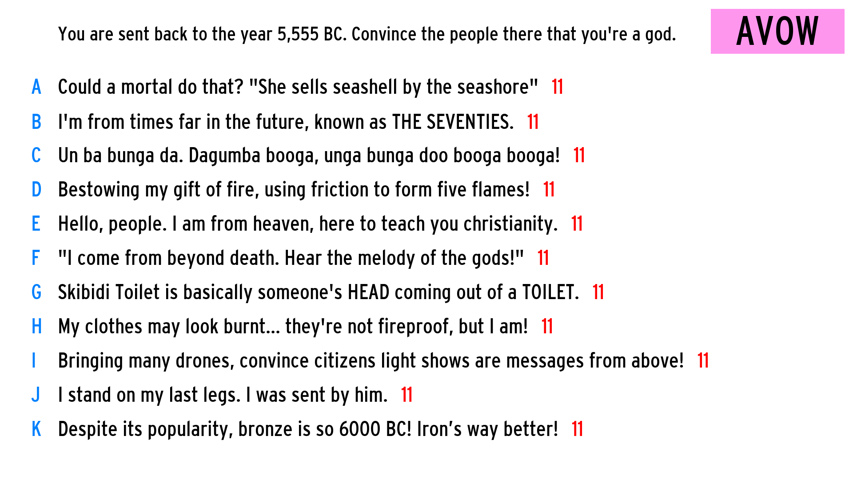 You are sent back to the year 5,555 BC. Convince the people there that you're a god.
AVOW
A Could a mortal do that? "She sells seashell by the seashore" 11
B I'm from times far in the future, known as THE SEVENTIES. 11
C Un ba bunga da. Dagumba booga, unga bunga doo booga booga! 11
D Bestowing my gift of fire, using friction to form five flames! 11
E Hello, people. I am from heaven, here to teach you christianity. 11
F "I come from beyond death. Hear the melody of the gods!" 11
G Skibidi Toilet is basically someone's HEAD coming out of a TOILET. 11
H My clothes may look burnt... they're not fireproof, but I am! 11
I Bringing many drones, convince citizens light shows are messages from above! 11
J I stand on my last legs. I was sent by him. 11
K Despite its popularity, bronze is so 6000 BC! Iron’s way better! 11